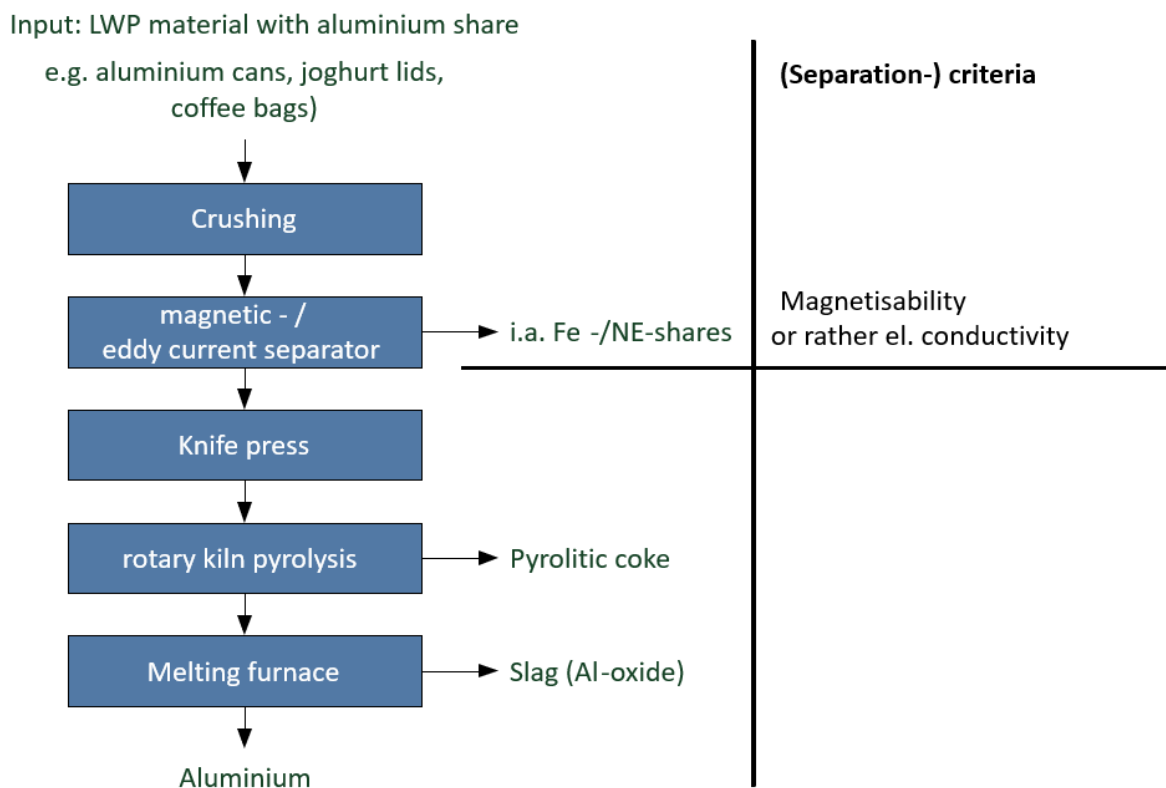 Input: LWP material with aluminium share
e.g. aluminium cans, joghurt lids,
coffee bags)
(Separation-) criteria
Crushing
magnetic - /
eddy current separator
i.a. Fe -/NE-shares
Magnetisability
or rather el. conductivity
Knife press
rotary kiln pyrolysis
Pyrolitic coke
Melting furnace
Slag (Al-oxide)
Aluminium